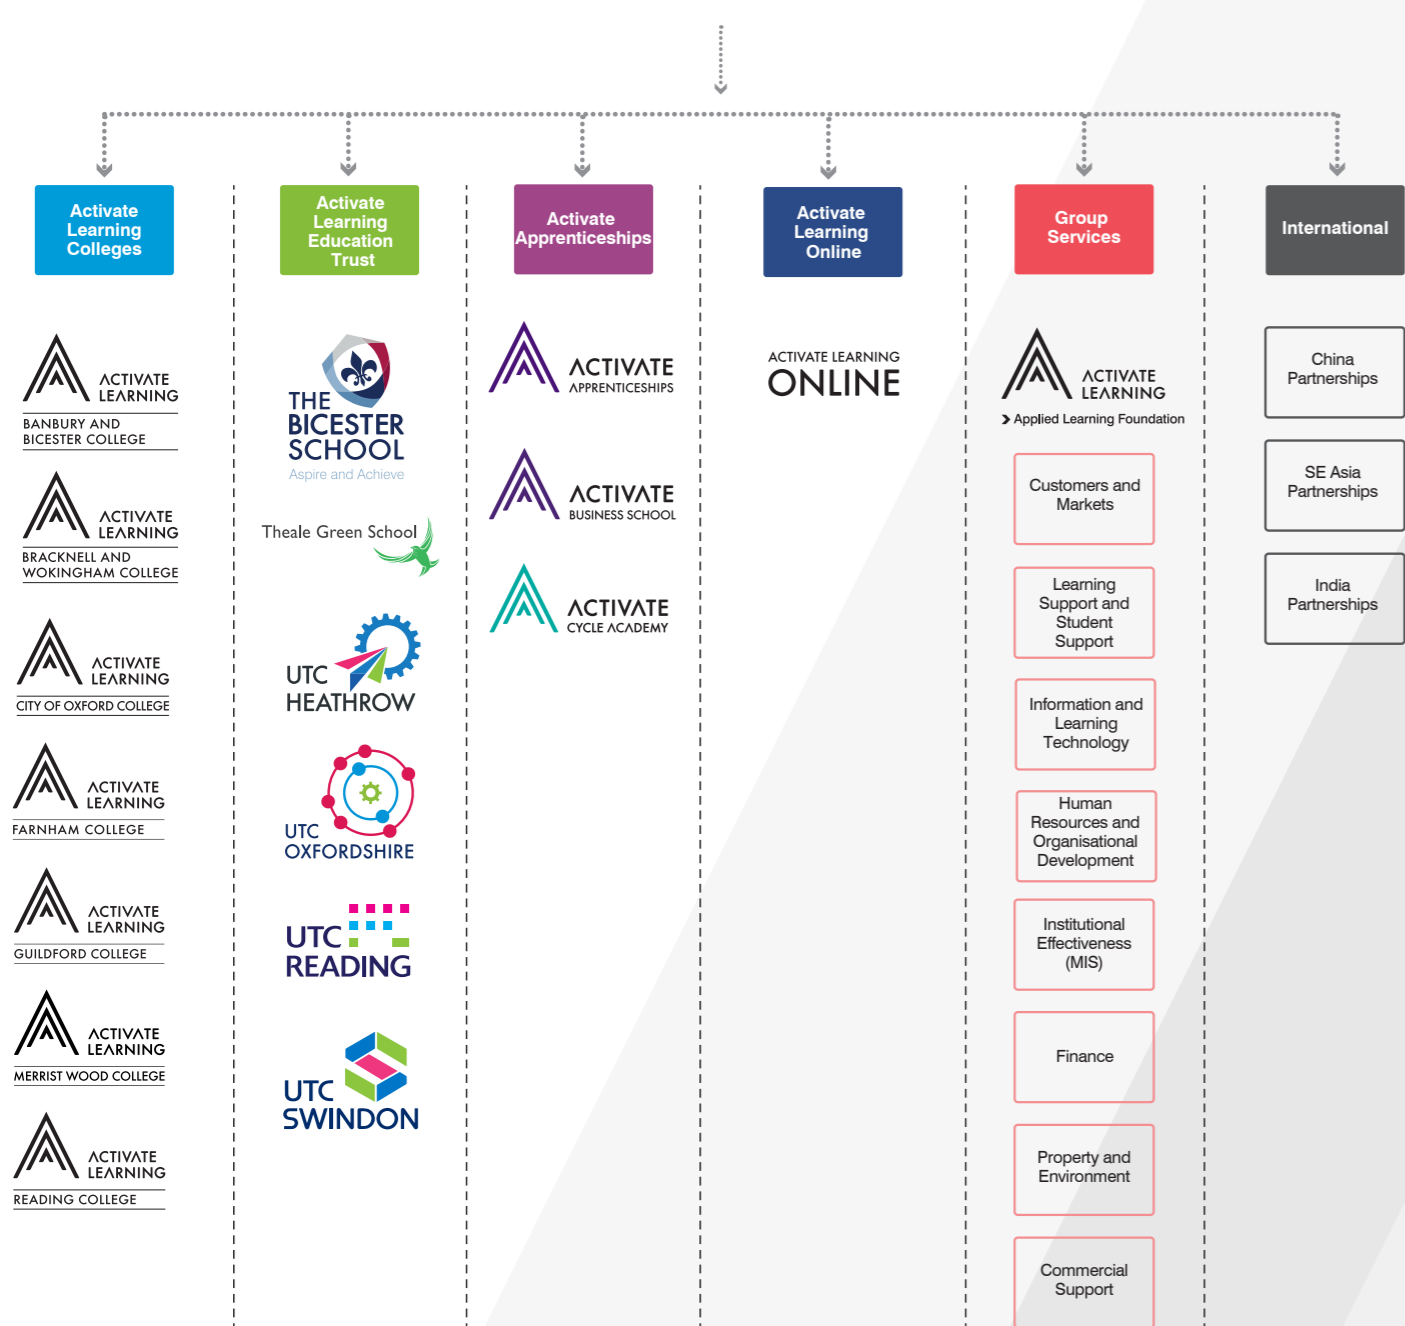 Activate
Learning
Colleges
Activate
Learning
Education
Trust
Activate
Apprenticeships
Activate
Learning
Online
Group
Services
International
ACTIVATE
LEARNING
BANBURY AND
BICESTER COLLEGE
ACTIVATE
LEARNING
BRACKNELL AND
WOKINGHAM COLLEGE
ACTIVATE
LEARNING
CITY OF OXFORD COLLEGE
ACTIVATE
LEARNING
FARNHAM COLLEGE
ACTIVATE
LEARNING
GUILDFORD COLLEGE
ACTIVATE
LEARNING
MERRIST WOOD COLLEGE
ACTIVATE
LEARNING
READING COLLEGE
THE
BICESTER
SCHOOL
Aspire and Achieve
Theale Green School
UTC
HEATHROW
UTC
OXFORDSHIRE
UTC
READING
UTC
SWINDON
ACTIVATE
APPRENTICESHIPS
ACTIVATE
BUSINESS SCHOOL
ACTIVATE
CYCLE ACADEMY
ACTIVATE LEARNING
ONLINE
ACTIVATE
LEARNING
Applied Learning Foundation
Customers and
Markets
Learning
Support and
Student
Support
Information and
Learning
Technology
Human
Resources and
Organisational
Development
Institutional
Effectiveness
(MIS)
Finance
Property and
Environment
Commercial
Support
China
Partnerships
SE Asia
Partnerships
India
Partnerships